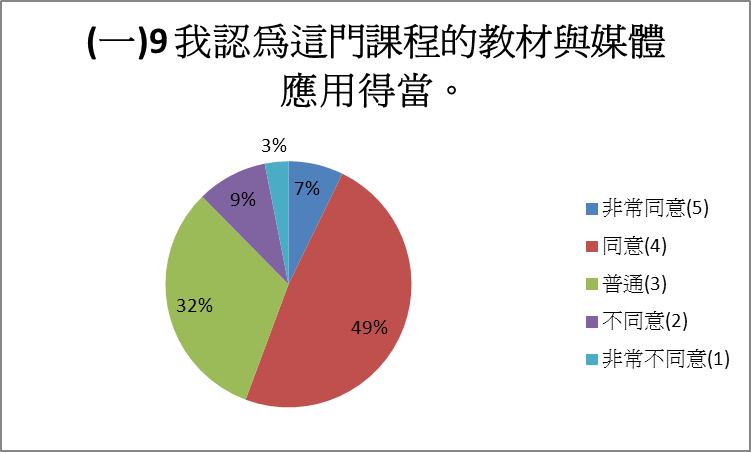 (一)9 我認為這門課程的教材與媒體
應用得當。
3%
7%
9%
32%
49%
非常同意(5)
同意(4)
普通(3)
不同意(2)
非常不同意(1)